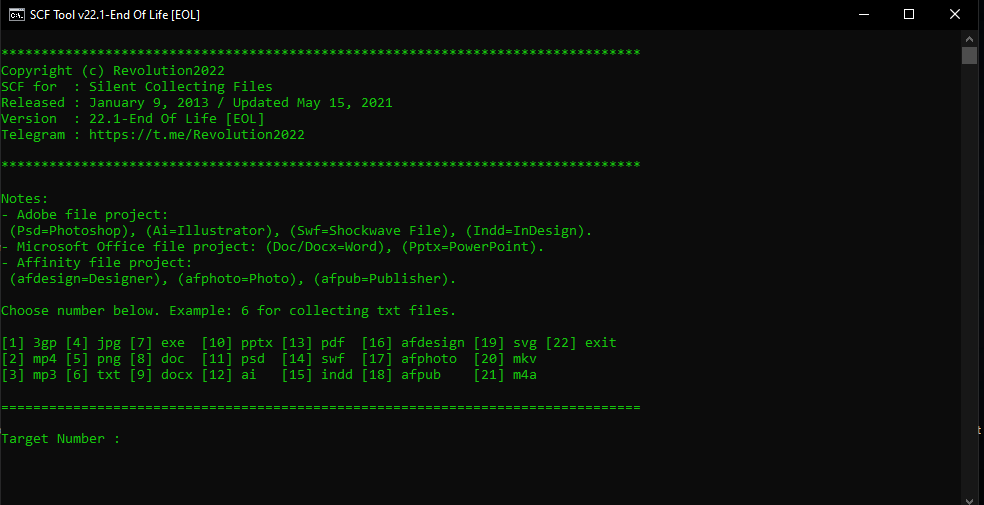 SCF Tool v22.1-End Of Life [EOL]
********************************************************************************
Copyright (c) Revolution2022
SCF for  : Silent Collecting Files
Released : January 9, 2013 / Updated May 15, 2021
Version  : 22.1-End Of Life [EOL]
Telegram : https://t.me/Revolution2022
********************************************************************************
Notes:
- Adobe file project:
 (Psd=Photoshop), (Ai=Illustrator), (Swf=Shockwave File), (Indd=InDesign).
- Microsoft Office file project: (Doc/Docx=Word), (Pptx=PowerPoint).
- Affinity file project:
 (afdesign=Designer), (afphoto=Photo), (afpub=Publisher).
Choose number below. Example: 6 for collecting txt files.
[1] 3gp [4] jpg [7] exe  [10] pptx [13] pdf  [16] afdesign [19] svg [22] exit
[2] mp4 [5] png [8] doc  [11] psd  [14] swf  [17] afphoto  [20] mkv
[3] mp3 [6] txt [9] docx [12] ai   [15] indd [18] afpub    [21] m4a
================================================================================
Target Number :